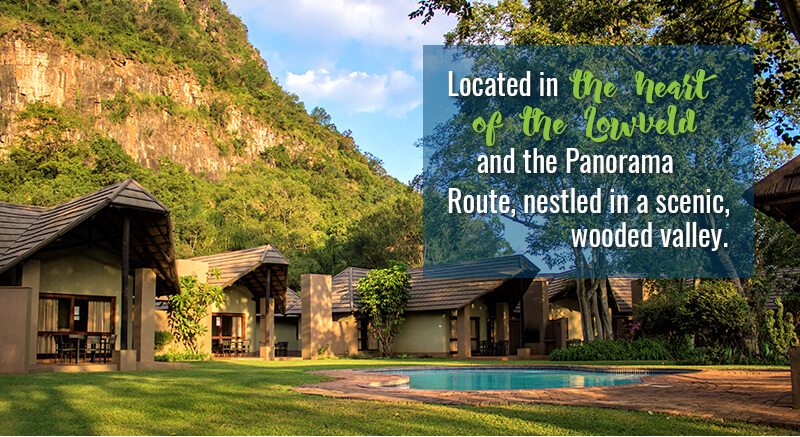 Located in the heart
of the Lowveld
and the Panorama
Route, nestled in a scenic,
wooded valley.